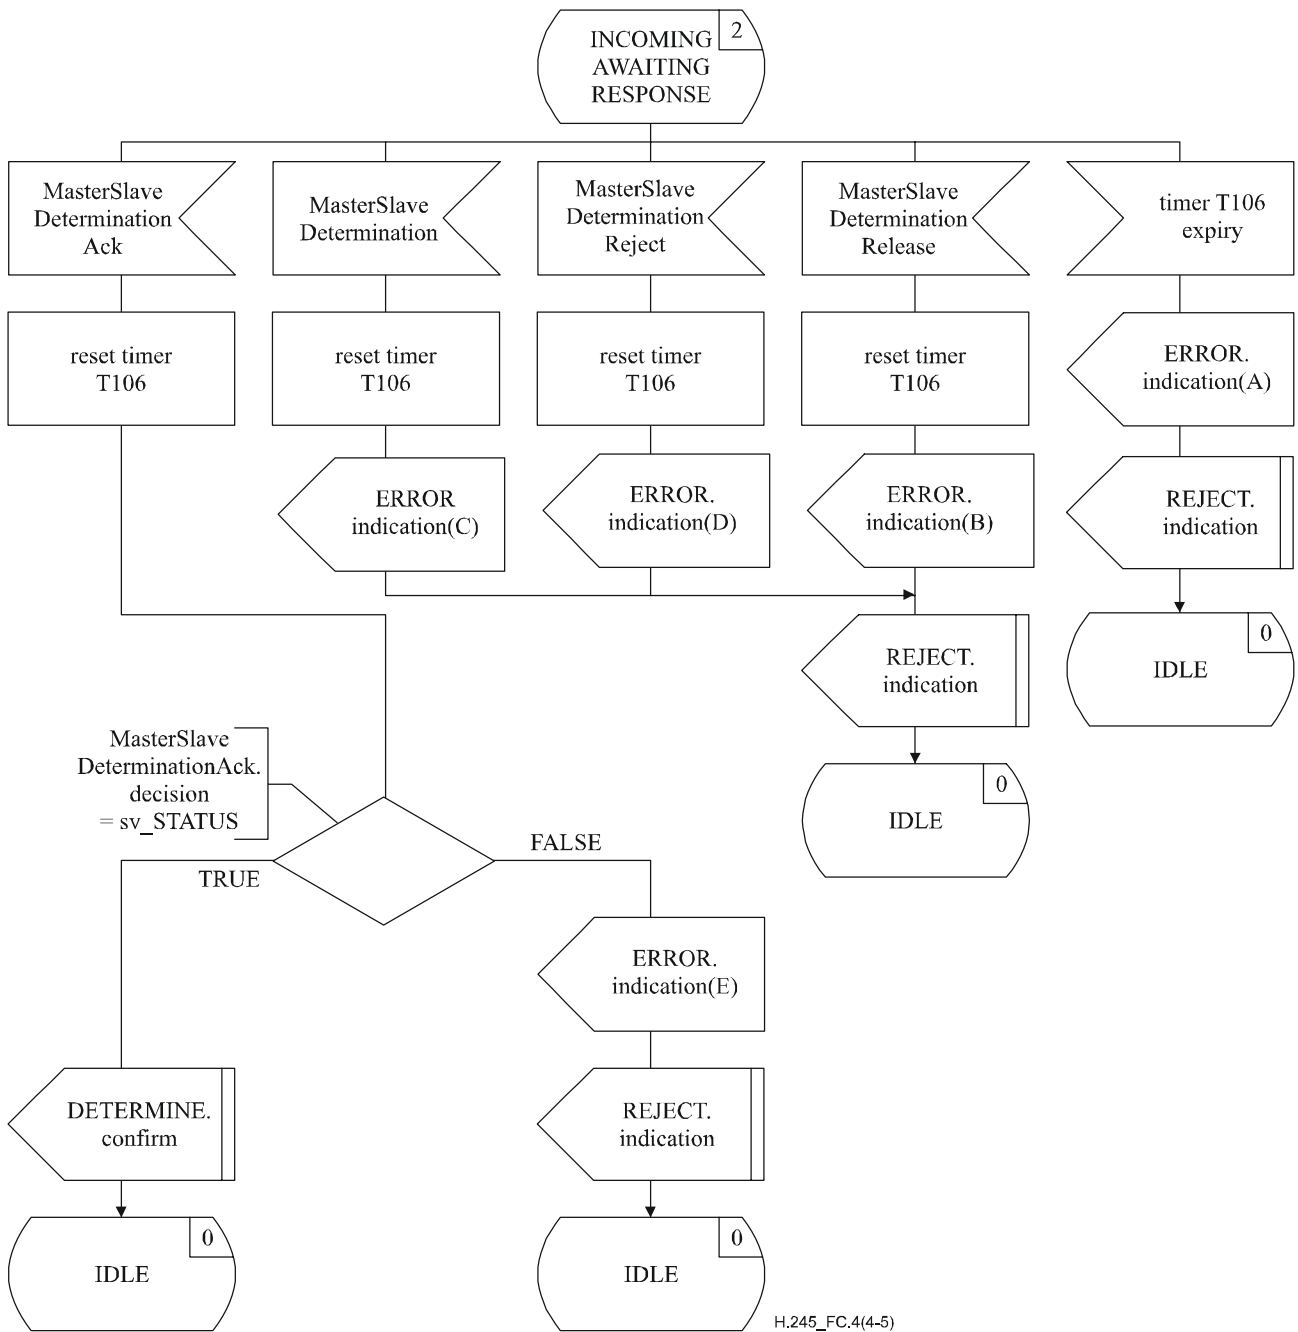 INCOMING
AWAITING
RESPONSE
2
MasterSlave
Determination
Ack
MasterSlave
Determination
MasterSlave
Determination
Reject
MasterSlave
Determination
Release
timer T106
expiry
reset timer
T106
reset timer
T106
reset timer
T106
reset timer
T106
ERROR.
indication(A)
ERROR
indication(C)
ERROR.
indication(D)
ERROR.
indication(B)
REJECT.
indication
REJECT.
indication
IDLE
0
MasterSlave
DeterminationAck.
decision
= sv_STATUS
IDLE
0
TRUE
FALSE
ERROR.
indication(E)
DETERMINE.
confirm
REJECT.
indication
IDLE
0
IDLE
0
H.245_FC.4(4-5)